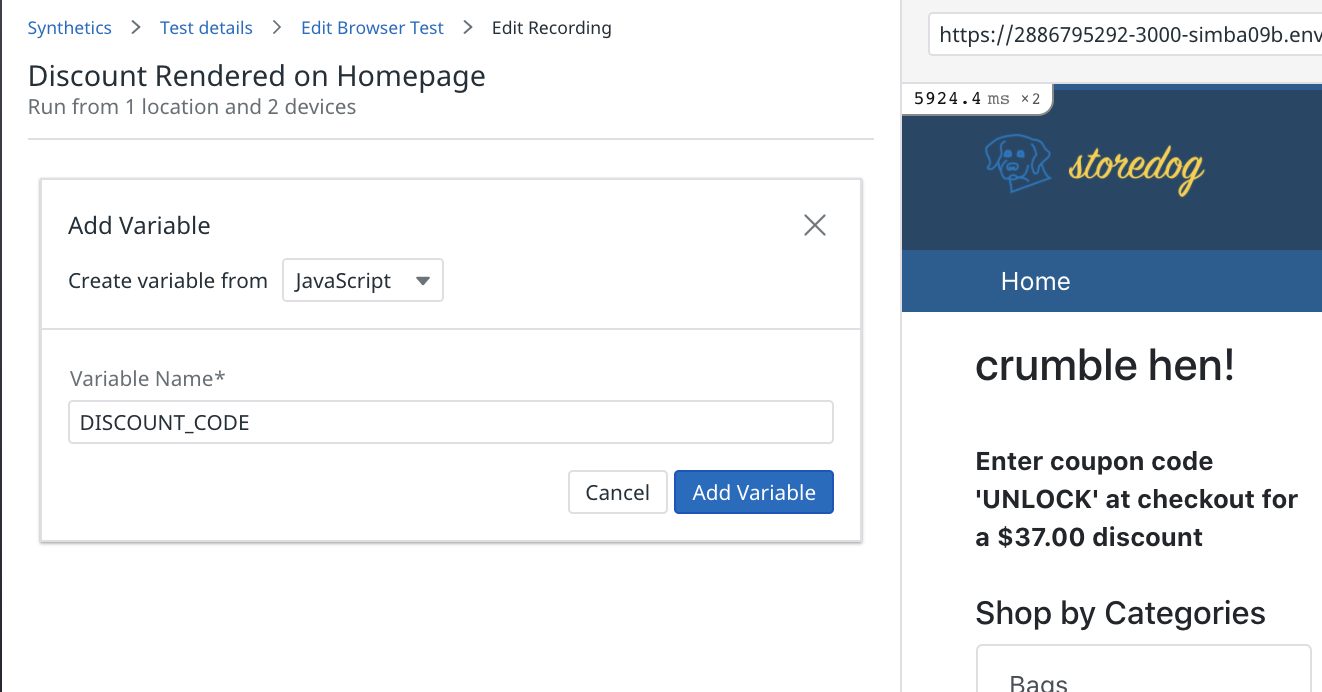 Synthetics > Test details > Edit Browser Test > Edit Recording
Discount Rendered on Homepage
Run from 1 location and 2 devices
Add Variable
Create variable from JavaScript
Variable Name*
DISCOUNT_CODE
Cancel Add Variable
https://2886795292-3000-simba09b.env
5924.4 ms ×2
storedog
Home
crumble hen!
Enter coupon code
'UNLOCK' at checkout for
a $37.00 discount
Shop by Categories
Bags